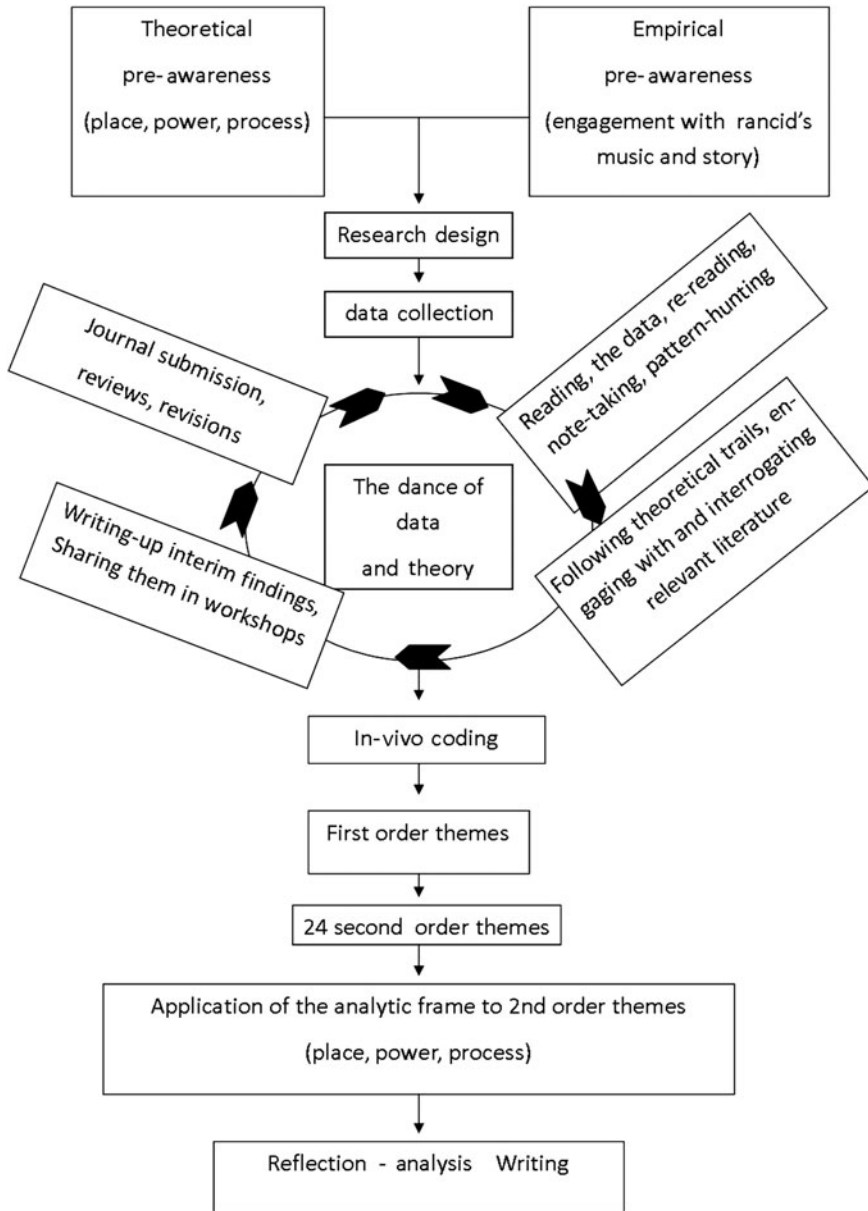 Theoretical
pre-awareness
(place, power, process)
Empirical
pre-awareness
(engagement with rancid's
music and story)
Research design
data collection
Journal submission,
reviews, revisions
Reading, the data, re-reading,
note-taking, pattern-hunting
The dance of
data
and theory
Following theoretical trails, en-
gaging with and interrogating
relevant literature
Writing-up interim findings,
Sharing them in workshops
In-vivo coding
First order themes
24 second order themes
Application of the analytic frame to 2nd order themes
(place, power, process)
Reflection - analysis Writing